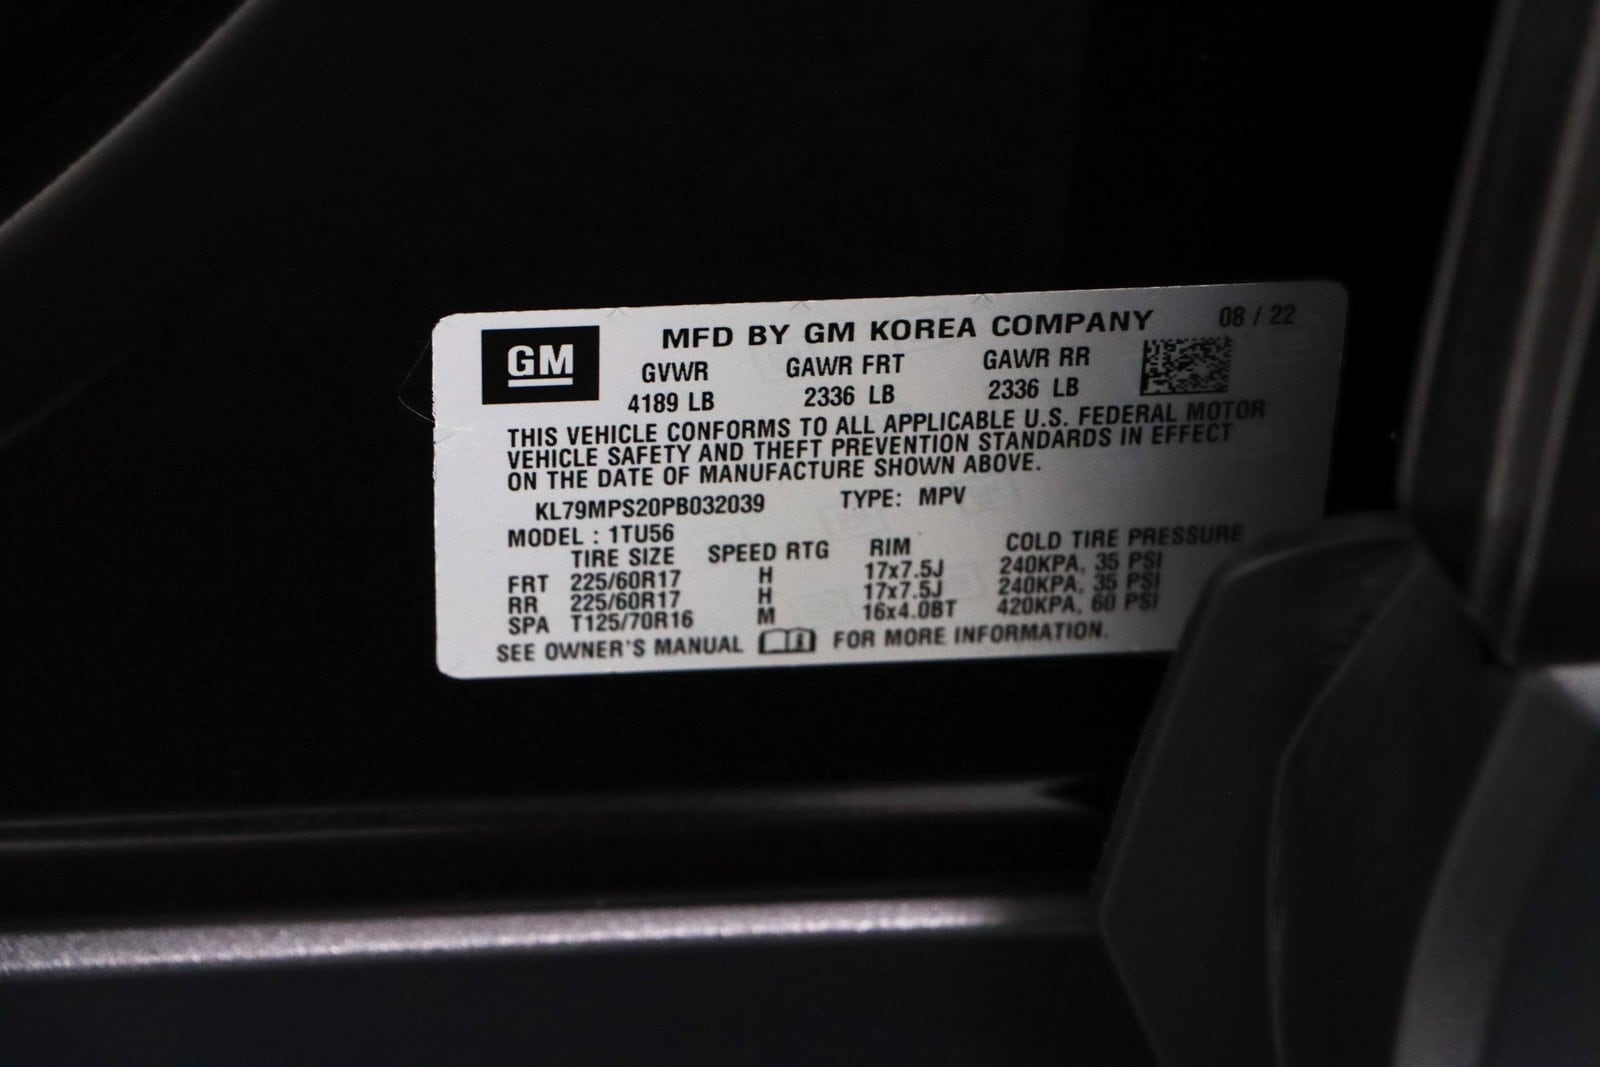 GM
MFD BY GM KOREA COMPANY 08 / 22
GVWR GAWR FRT GAWR RR
4189 LB 2336 LB 2336 LB
THIS VEHICLE CONFORMS TO ALL APPLICABLE U.S. FEDERAL MOTOR
VEHICLE SAFETY AND THEFT PREVENTION STANDARDS IN EFFECT
ON THE DATE OF MANUFACTURE SHOWN ABOVE.
KL79MPS20PB032039 TYPE: MPV
MODEL : 1TU56
TIRE SIZE SPEED RTG RIM COLD TIRE PRESSURE
FRT 225/60R17 H 17x7.5J 240KPA, 35 PSI
RR 225/60R17 H 17x7.5J 240KPA, 35 PSI
SPA T125/70R16 M 16x4.0BT 420KPA, 60 PSI
SEE OWNER'S MANUAL FOR MORE INFORMATION.